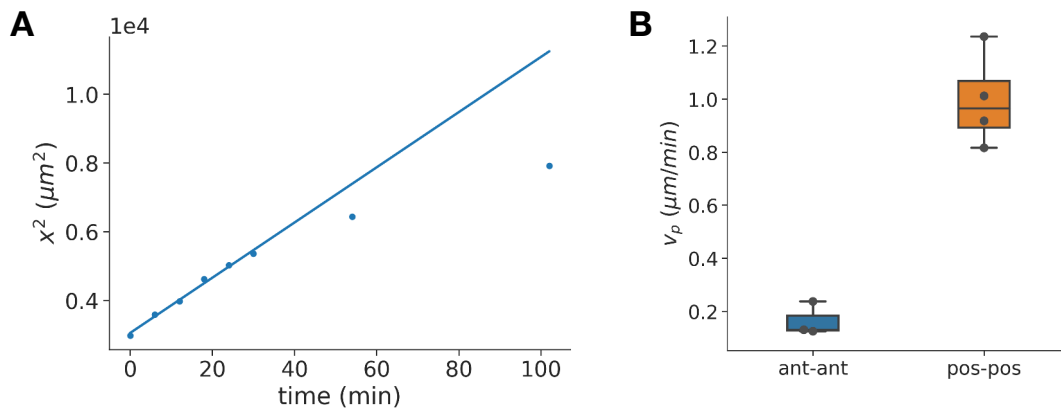 A
1e4
x² (μm²)
1.0
0.8
0.6
0.4
0 20 40 60 80 100
time (min)
B
v_p (μm/min)
1.2
1.0
0.8
0.6
0.4
0.2
ant-ant pos-pos